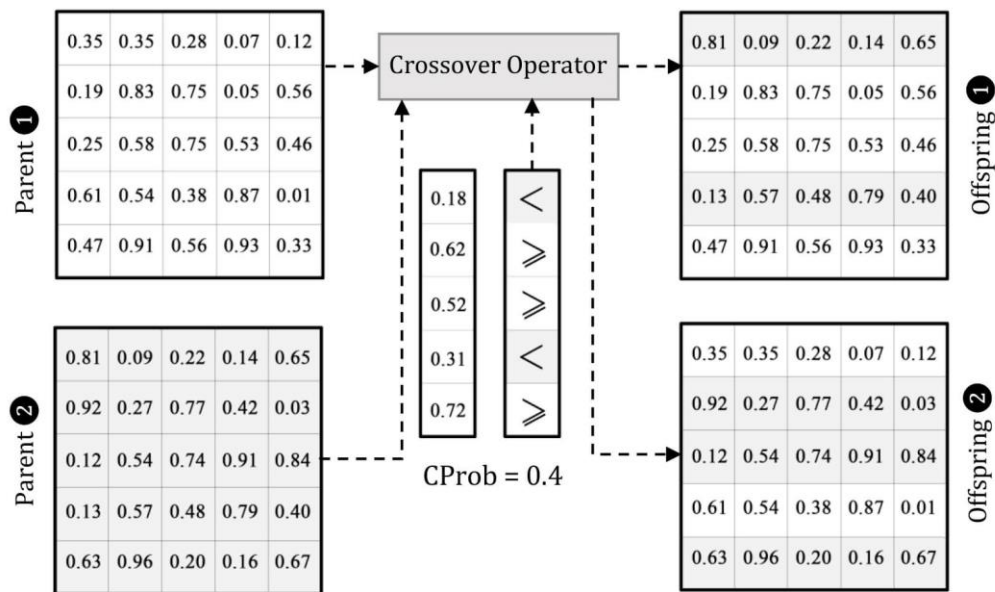 Parent 1
0.35 0.35 0.28 0.07 0.12
0.19 0.83 0.75 0.05 0.56
0.25 0.58 0.75 0.53 0.46
0.61 0.54 0.38 0.87 0.01
0.47 0.91 0.56 0.93 0.33
Parent 2
0.81 0.09 0.22 0.14 0.65
0.92 0.27 0.77 0.42 0.03
0.12 0.54 0.74 0.91 0.84
0.13 0.57 0.48 0.79 0.40
0.63 0.96 0.20 0.16 0.67
Crossover Operator
0.18 <
0.62 ⩾
0.52 ⩾
0.31 <
0.72 ⩾
CProb = 0.4
Offspring 1
0.81 0.09 0.22 0.14 0.65
0.19 0.83 0.75 0.05 0.56
0.25 0.58 0.75 0.53 0.46
0.13 0.57 0.48 0.79 0.40
0.47 0.91 0.56 0.93 0.33
Offspring 2
0.35 0.35 0.28 0.07 0.12
0.92 0.27 0.77 0.42 0.03
0.12 0.54 0.74 0.91 0.84
0.61 0.54 0.38 0.87 0.01
0.63 0.96 0.20 0.16 0.67